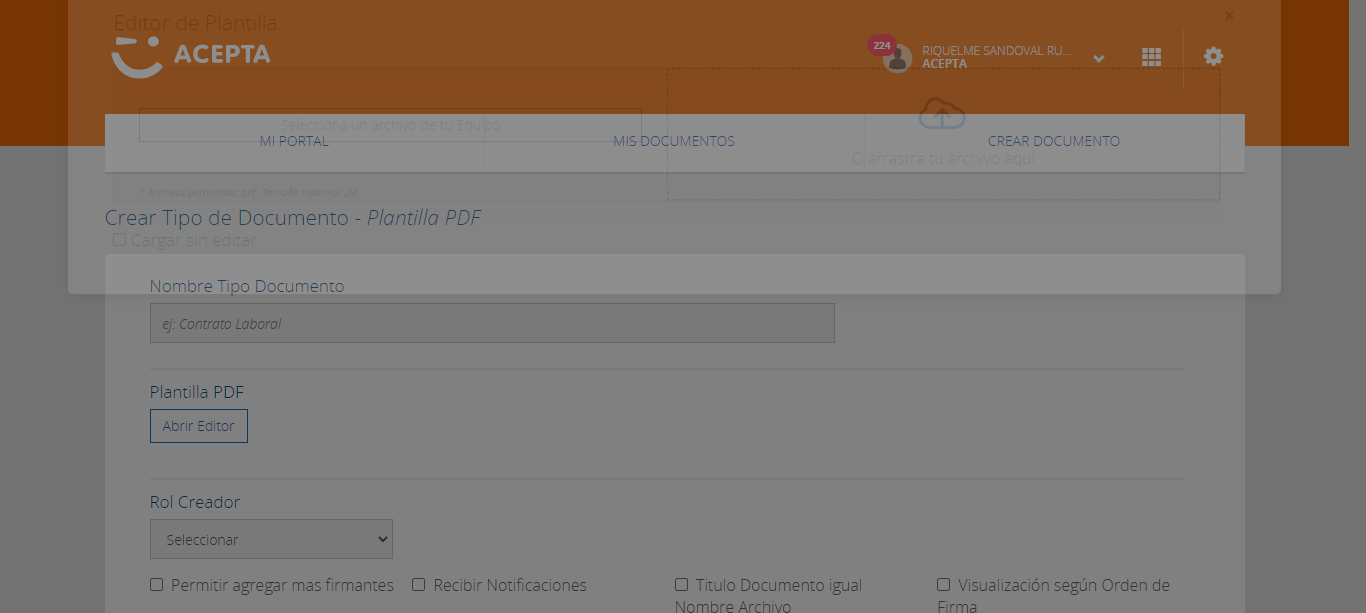 Editor de Plantilla.
×
ACEPTA
224
RIQUELME SANDOVAL RU...
ACEPTA
Selecciona un archivo de tu Equipo
MI PORTAL
MIS DOCUMENTOS
CREAR DOCUMENTO
O arrastra tu archivo aquí
* Archivos permitidos: pdf. Tamaño máximo: 2M
Crear Tipo de Documento - Plantilla PDF
Cargar sin editar
Nombre Tipo Documento
ej: Contrato Laboral
Plantilla PDF
Abrir Editor
Rol Creador
Seleccionar
Permitir agregar mas firmantes
Recibir Notificaciones
Titulo Documento igual
Nombre Archivo
Visualización según Orden de
Firma